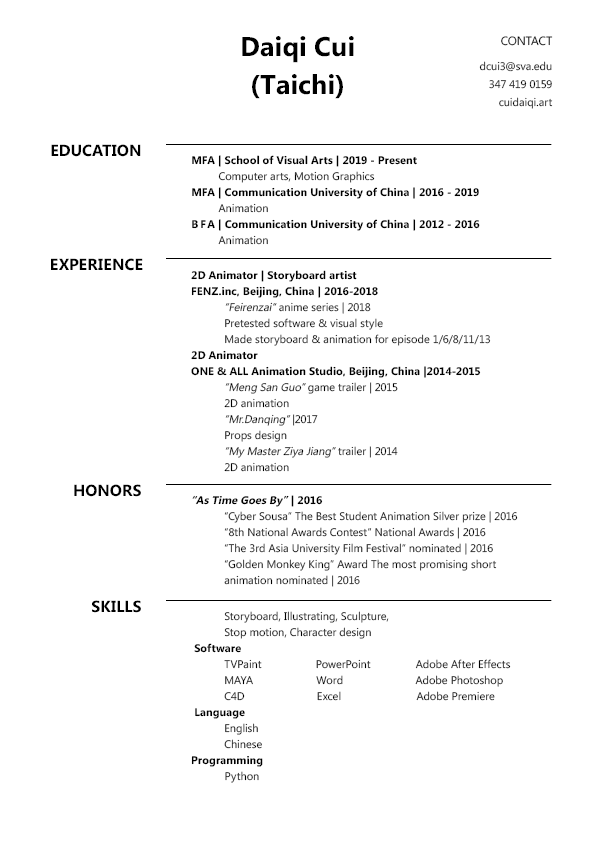 Daiqi Cui
(Taichi)
CONTACT
dcui3@sva.edu
347 419 0159
cuidaiqi.art
EDUCATION
MFA | School of Visual Arts | 2019 - Present
Computer arts, Motion Graphics
MFA | Communication University of China | 2016 - 2019
Animation
BFA | Communication University of China | 2012 - 2016
Animation
EXPERIENCE
2D Animator | Storyboard artist
FENZ.inc, Beijing, China | 2016-2018
"Feirenzai" anime series | 2018
Pretested software & visual style
Made storyboard & animation for episode 1/6/8/11/13
2D Animator
ONE & ALL Animation Studio, Beijing, China |2014-2015
"Meng San Guo" game trailer | 2015
2D animation
"Mr.Danqing" |2017
Props design
"My Master Ziya Jiang" trailer | 2014
2D animation
HONORS
"As Time Goes By" | 2016
"Cyber Sousa" The Best Student Animation Silver prize | 2016
"8th National Awards Contest" National Awards | 2016
"The 3rd Asia University Film Festival" nominated | 2016
"Golden Monkey King" Award The most promising short
animation nominated | 2016
SKILLS
Storyboard, Illustrating, Sculpture,
Stop motion, Character design
Software
TVPaint PowerPoint Adobe After Effects
MAYA Word Adobe Photoshop
C4D Excel Adobe Premiere
Language
English
Chinese
Programming
Python